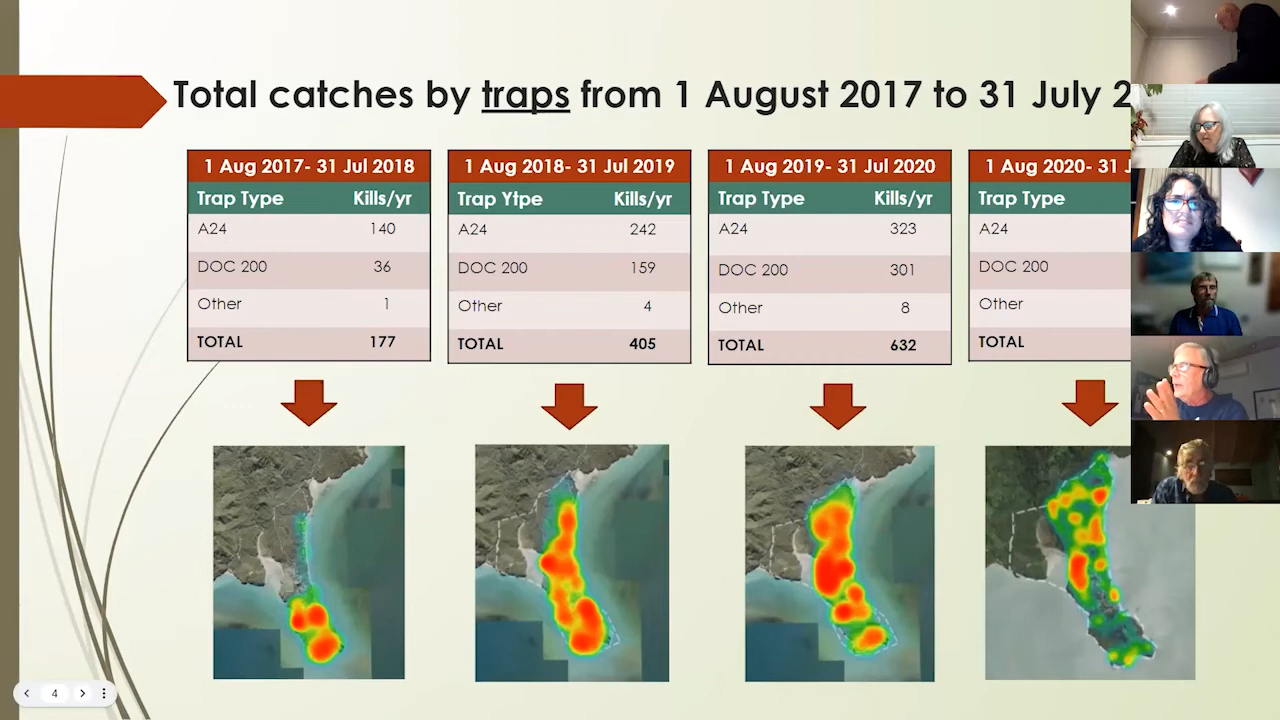 Total catches by traps from 1 August 2017 to 31 July 2
1 Aug 2017- 31 Jul 2018
Trap Type Kills/yr
A24 140
DOC 200 36
Other 1
TOTAL 177
1 Aug 2018- 31 Jul 2019
Trap Ytpe Kills/yr
A24 242
DOC 200 159
Other 4
TOTAL 405
1 Aug 2019- 31 Jul 2020
Trap Type Kills/yr
A24 323
DOC 200 301
Other 8
TOTAL 632
1 Aug 2020- 31 J
Trap Type
A24
DOC 200
Other
TOTAL
4